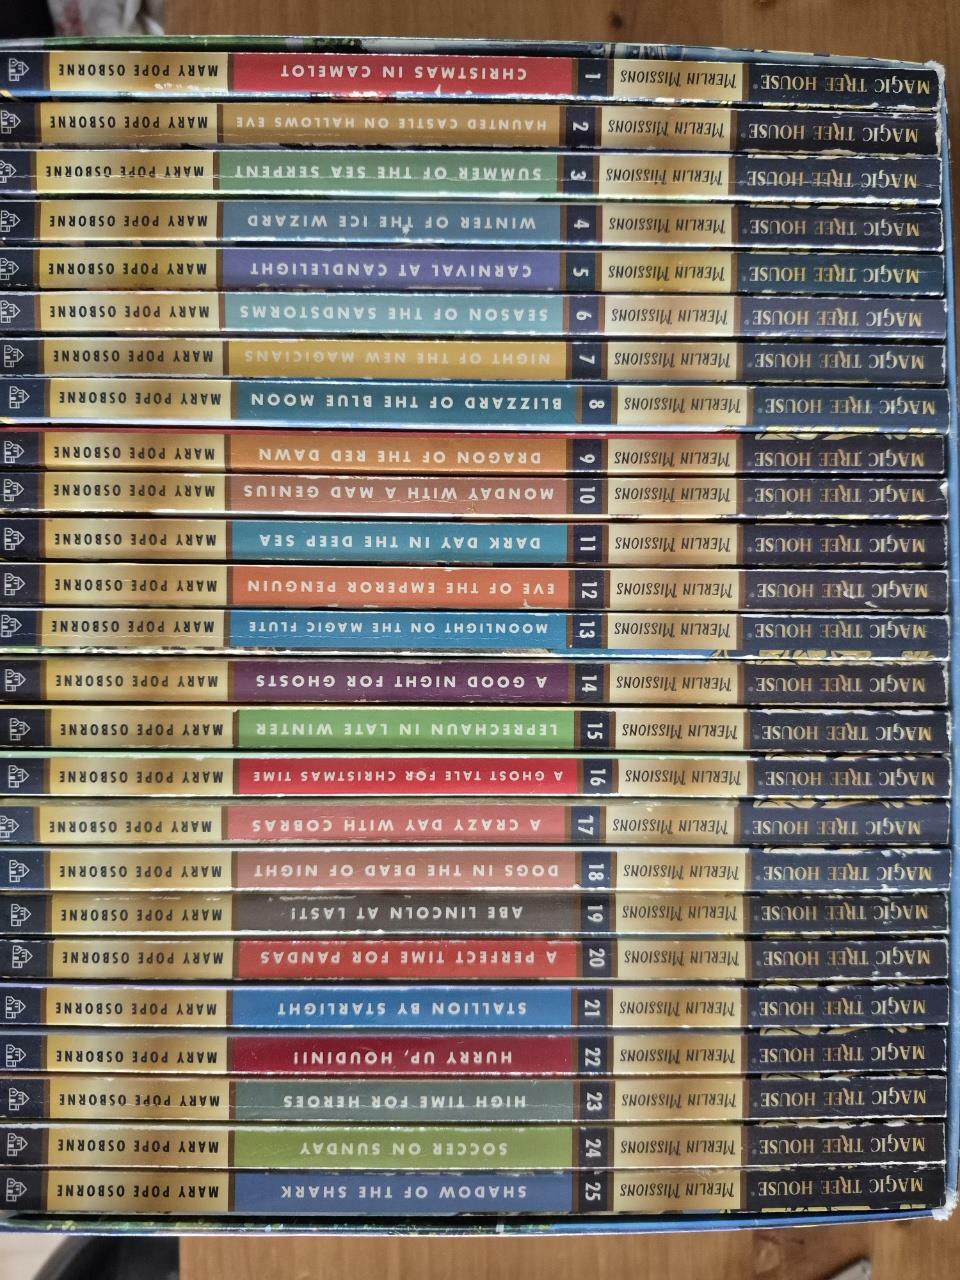 MAGIC TREE HOUSE® MERLIN MISSIONS 1 CHRISTMAS IN CAMELOT MARY POPE OSBORNE
MAGIC TREE HOUSE® MERLIN MISSIONS 2 HAUNTED CASTLE ON HALLOWS EVE MARY POPE OSBORNE
MAGIC TREE HOUSE® MERLIN MISSIONS 3 SUMMER OF THE SEA SERPENT MARY POPE OSBORNE
MAGIC TREE HOUSE® MERLIN MISSIONS 4 WINTER OF THE ICE WIZARD MARY POPE OSBORNE
MAGIC TREE HOUSE® MERLIN MISSIONS 5 CARNIVAL AT CANDLELIGHT MARY POPE OSBORNE
MAGIC TREE HOUSE® MERLIN MISSIONS 6 SEASON OF THE SANDSTORMS MARY POPE OSBORNE
MAGIC TREE HOUSE® MERLIN MISSIONS 7 NIGHT OF THE NEW MAGICIANS MARY POPE OSBORNE
MAGIC TREE HOUSE® MERLIN MISSIONS 8 BLIZZARD OF THE BLUE MOON MARY POPE OSBORNE
MAGIC TREE HOUSE® MERLIN MISSIONS 9 DRAGON OF THE RED DAWN MARY POPE OSBORNE
MAGIC TREE HOUSE® MERLIN MISSIONS 10 MONDAY WITH A MAD GENIUS MARY POPE OSBORNE
MAGIC TREE HOUSE® MERLIN MISSIONS 11 DARK DAY IN THE DEEP SEA MARY POPE OSBORNE
MAGIC TREE HOUSE® MERLIN MISSIONS 12 EVE OF THE EMPEROR PENGUIN MARY POPE OSBORNE
MAGIC TREE HOUSE® MERLIN MISSIONS 13 MOONLIGHT ON THE MAGIC FLUTE MARY POPE OSBORNE
MAGIC TREE HOUSE® MERLIN MISSIONS 14 A GOOD NIGHT FOR GHOSTS MARY POPE OSBORNE
MAGIC TREE HOUSE® MERLIN MISSIONS 15 LEPRECHAUN IN LATE WINTER MARY POPE OSBORNE
MAGIC TREE HOUSE® MERLIN MISSIONS 16 A GHOST TALE FOR CHRISTMAS TIME MARY POPE OSBORNE
MAGIC TREE HOUSE® MERLIN MISSIONS 17 A CRAZY DAY WITH COBRAS MARY POPE OSBORNE
MAGIC TREE HOUSE® MERLIN MISSIONS 18 DOGS IN THE DEAD OF NIGHT MARY POPE OSBORNE
MAGIC TREE HOUSE® MERLIN MISSIONS 19 ABE LINCOLN AT LAST! MARY POPE OSBORNE
MAGIC TREE HOUSE® MERLIN MISSIONS 20 A PERFECT TIME FOR PANDAS MARY POPE OSBORNE
MAGIC TREE HOUSE® MERLIN MISSIONS 21 STALLION BY STARLIGHT MARY POPE OSBORNE
MAGIC TREE HOUSE® MERLIN MISSIONS 22 HURRY UP, HOUDINI! MARY POPE OSBORNE
MAGIC TREE HOUSE® MERLIN MISSIONS 23 HIGH TIME FOR HEROES MARY POPE OSBORNE
MAGIC TREE HOUSE® MERLIN MISSIONS 24 SOCCER ON SUNDAY MARY POPE OSBORNE
MAGIC TREE HOUSE® MERLIN MISSIONS 25 SHADOW OF THE SHARK MARY POPE OSBORNE